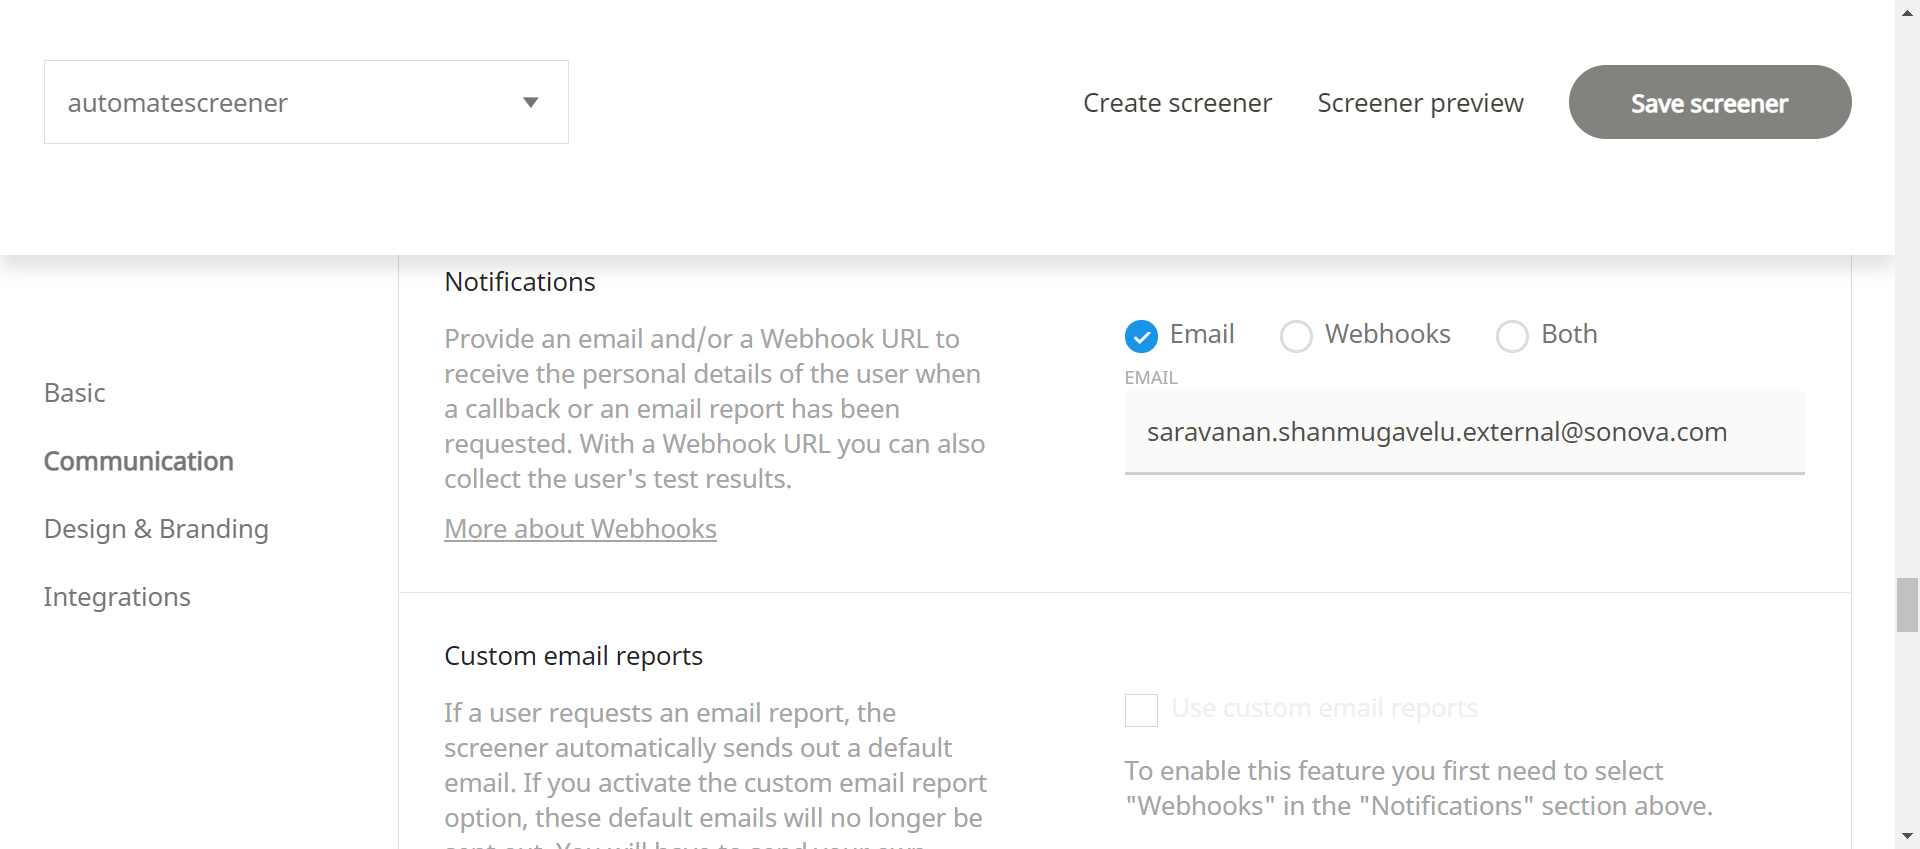 automatescreener
Create screener
Screener preview
Save screener
Basic
Communication
Design & Branding
Integrations
Notifications
Provide an email and/or a Webhook URL to
receive the personal details of the user when
a callback or an email report has been
requested. With a Webhook URL you can also
collect the user's test results.
More about Webhooks
Email
Webhooks
Both
EMAIL
saravanan.shanmugavelu.external@sonova.com
Custom email reports
If a user requests an email report, the
screener automatically sends out a default
email. If you activate the custom email report
option, these default emails will no longer be
Use custom email reports
To enable this feature you first need to select
"Webhooks" in the "Notifications" section above.